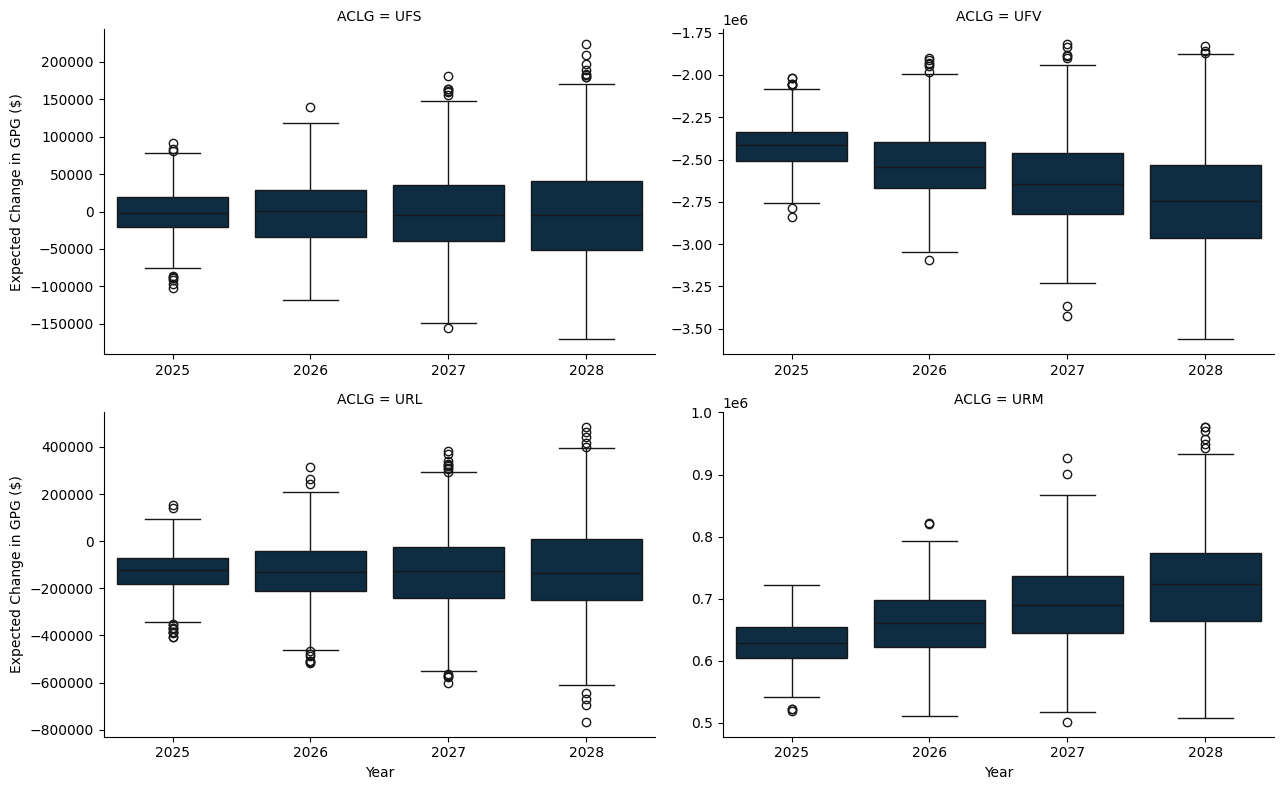 ACLG = UFS
Expected Change in GPG ($)
200000
150000
100000
50000
0
−50000
−100000
−150000
2025 2026 2027 2028
ACLG = UFV
1e6
−1.75
−2.00
−2.25
−2.50
−2.75
−3.00
−3.25
−3.50
2025 2026 2027 2028
ACLG = URL
Expected Change in GPG ($)
400000
200000
0
−200000
−400000
−600000
−800000
2025 2026 2027 2028
Year
ACLG = URM
1e6
1.0
0.9
0.8
0.7
0.6
0.5
2025 2026 2027 2028
Year